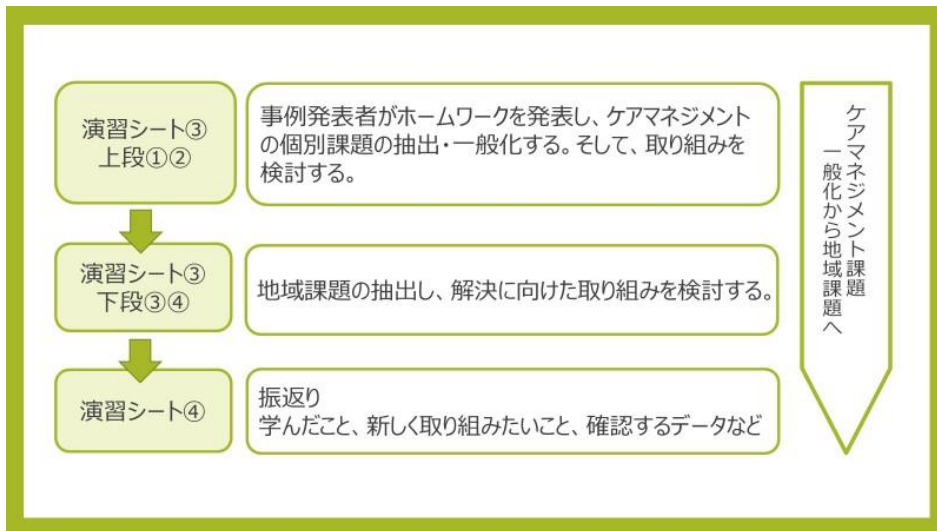 演習シート③
上段①②
事例発表者がホームワークを発表し、ケアマネジメント
の個別課題の抽出・一般化する。そして、取り組みを
検討する。
演習シート③
下段③④
地域課題の抽出し、解決に向けた取り組みを検討する。
演習シート④
振返り
学んだこと、新しく取り組みたいこと、確認するデータなど
ケアマネジメント課題
一般化から地域課題へ